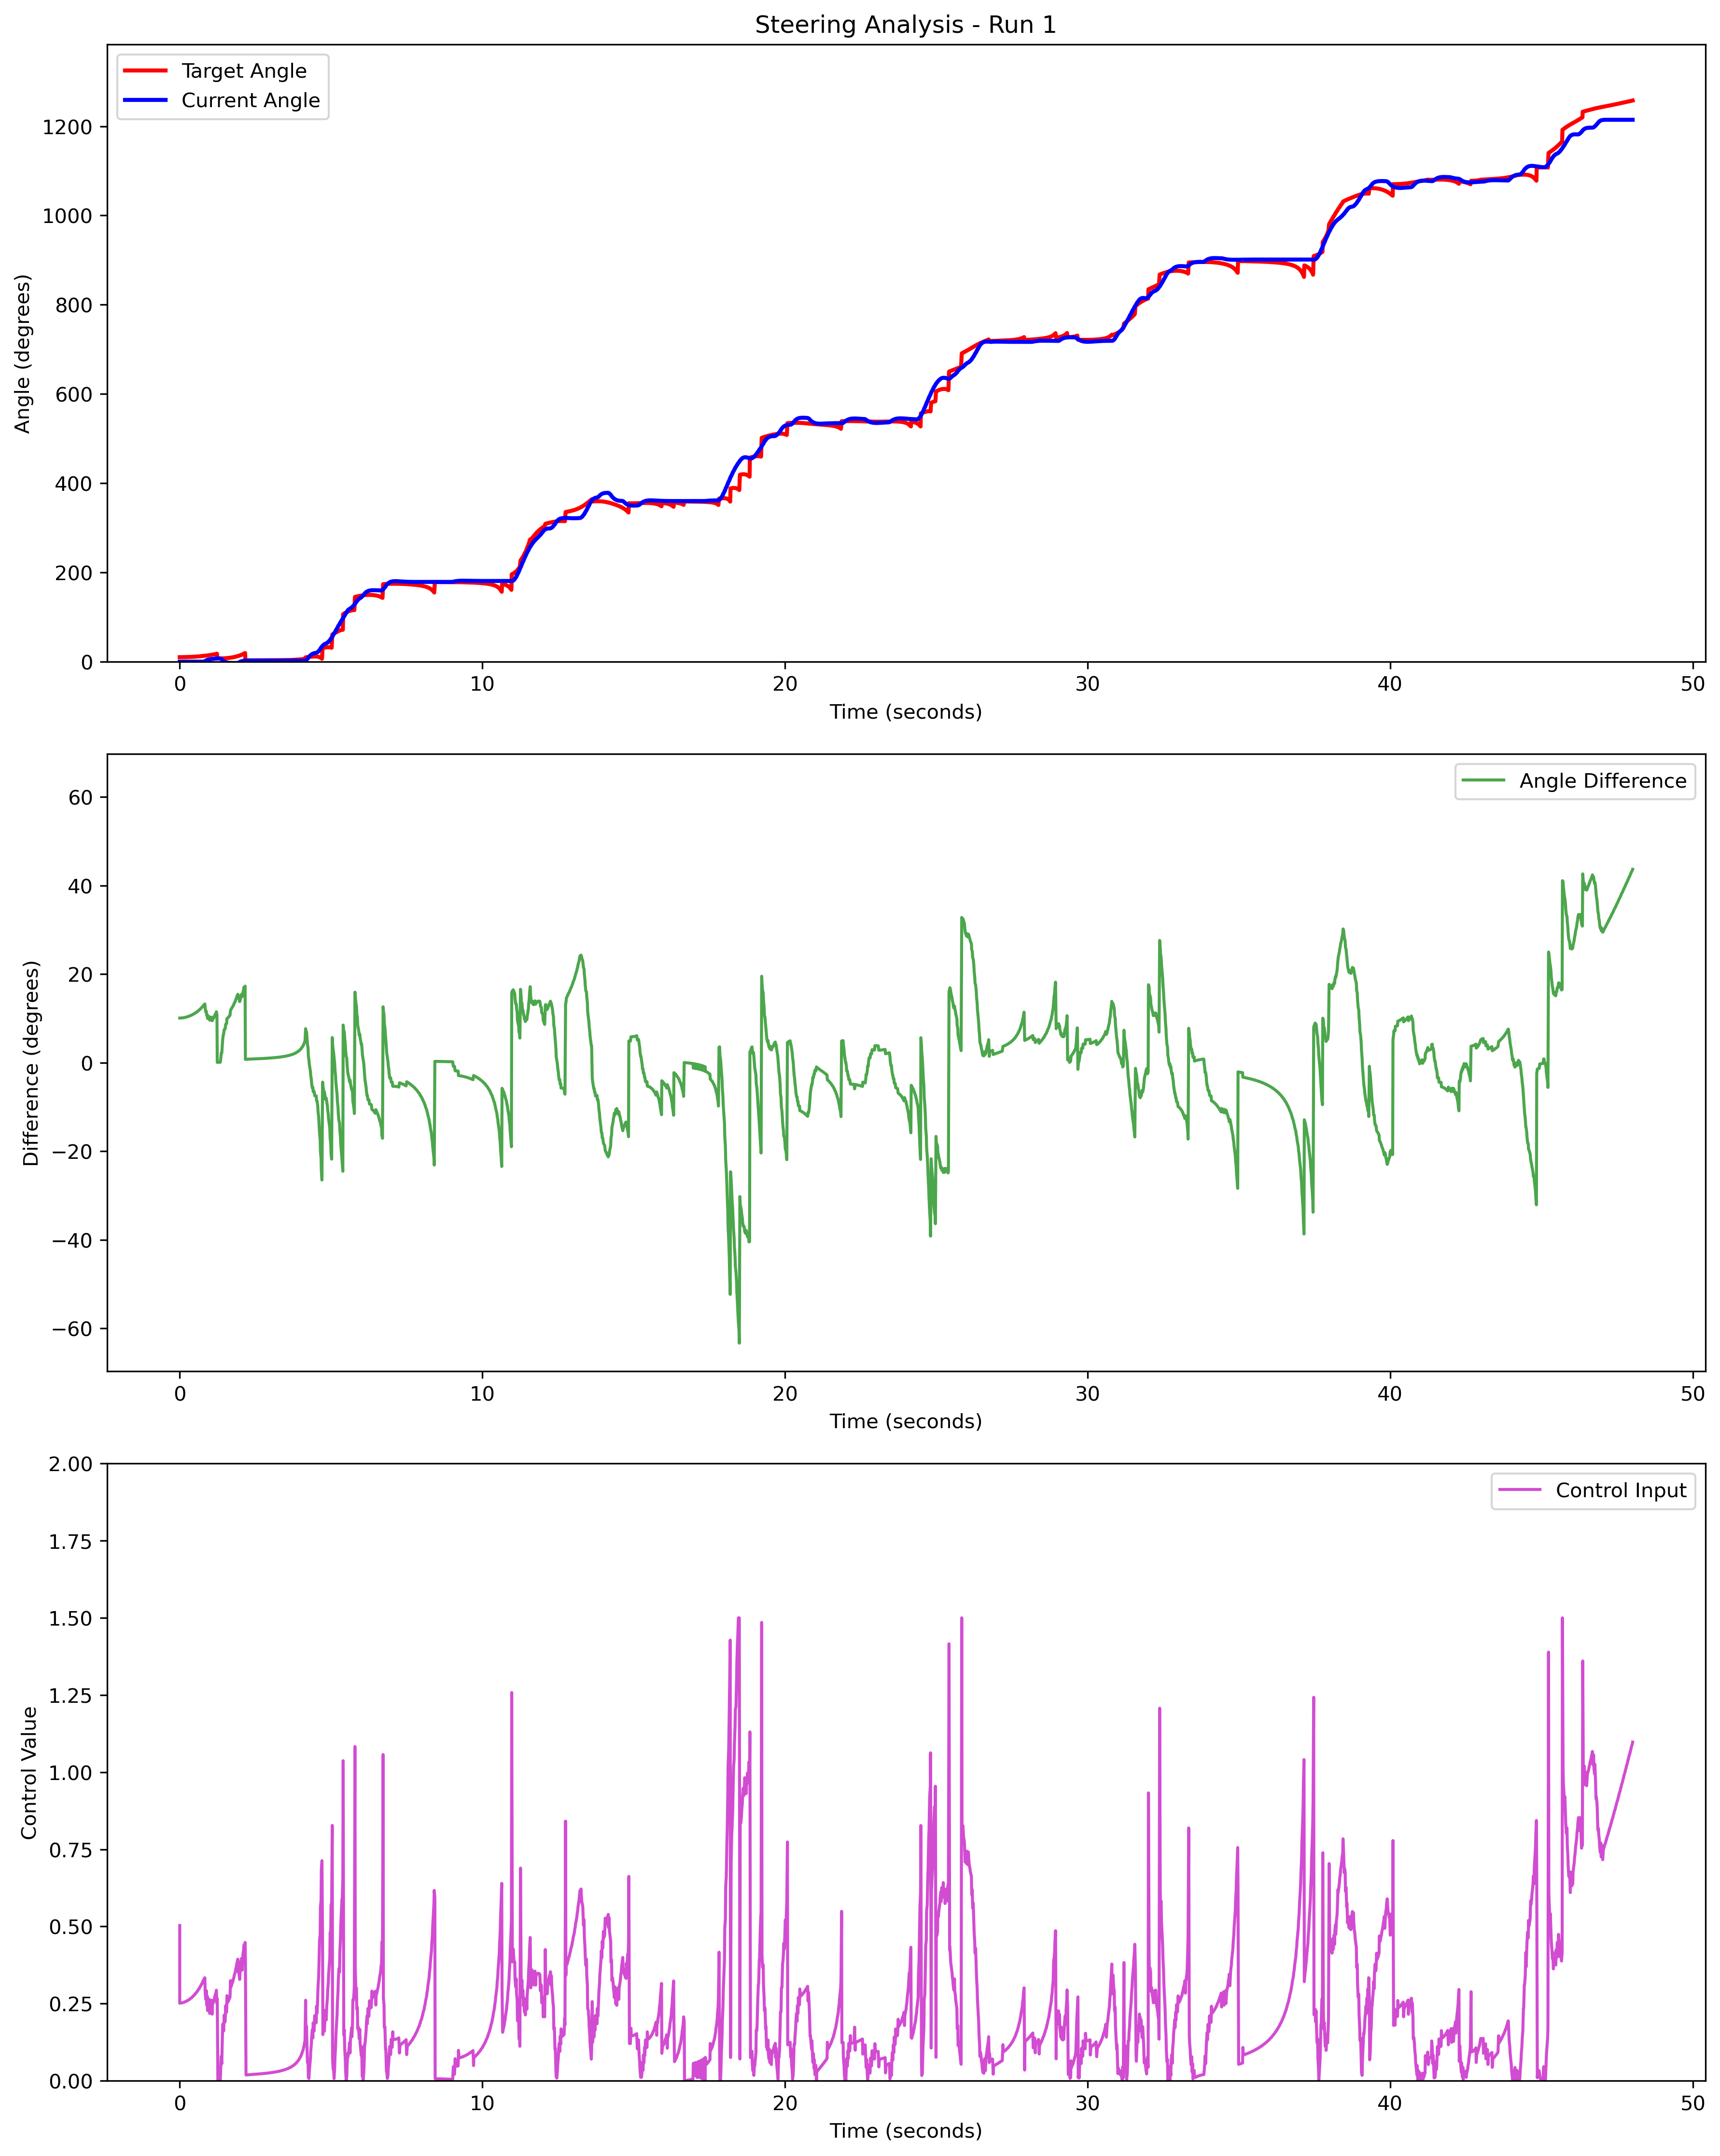 Steering Analysis - Run 1
Target Angle
Current Angle
Angle (degrees)
1200
1000
800
600
400
200
0
0 10 20 30 40 50
Time (seconds)
Angle Difference
Difference (degrees)
60
40
20
0
−20
−40
−60
0 10 20 30 40 50
Time (seconds)
Control Input
Control Value
2.00
1.75
1.50
1.25
1.00
0.75
0.50
0.25
0.00
0 10 20 30 40 50
Time (seconds)